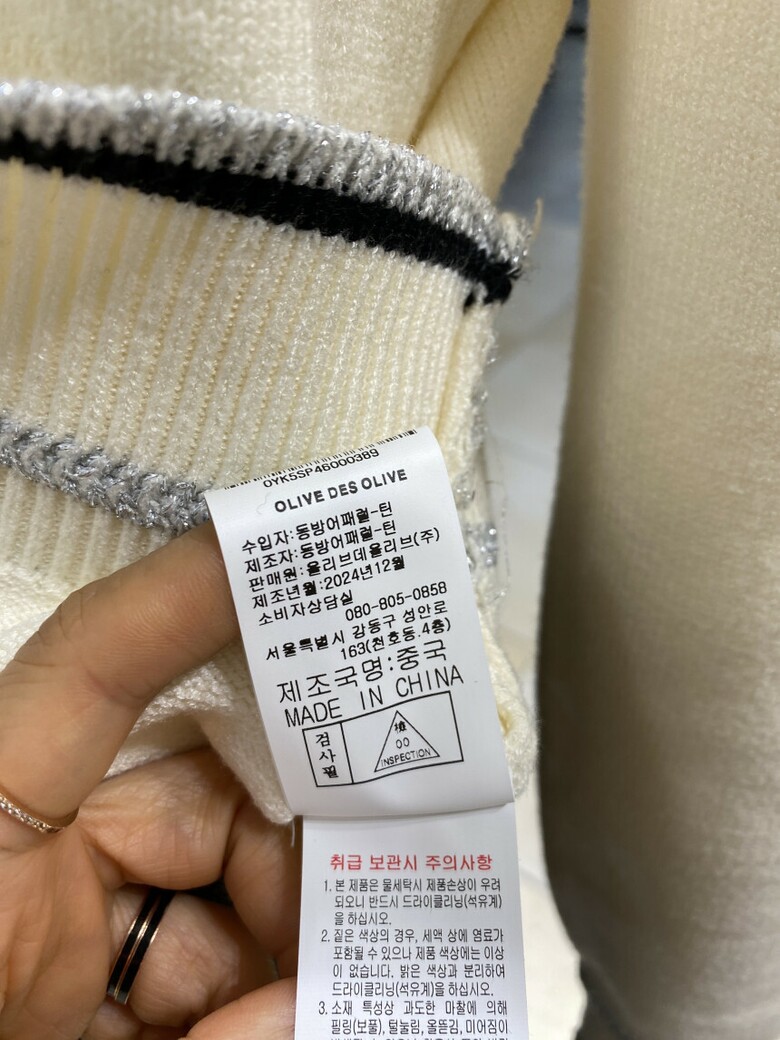 0YK5SP46000389
OLIVE DES OLIVE
수입자:동방어패럴-턴
제조자:동방어패럴-턴
판매원:올리브데올리브(주)
제조년월:2024년12월
소비자상담실
080-805-0858
서울특별시 강동구 성안로
163(천호동.4층)
제조국명:중국
MADE IN CHINA
검사필
檢
00
INSPECTION
취급 보관시 주의사항
1. 본 제품은 물세탁시 제품손상이 우려
되오니 반드시 드라이클리닝(석유계)
을 하십시오.
2. 짙은 색상의 경우, 세액 상에 염료가
포함될 수 있으나 제품 색상에는 이상
이 없습니다. 밝은 색상과 분리하여
드라이클리닝(석유계)을 하십시오.
3. 소재 특성상 과도한 마찰에 의해
필링(보풀), 털눌림, 올뜯김, 미어짐이